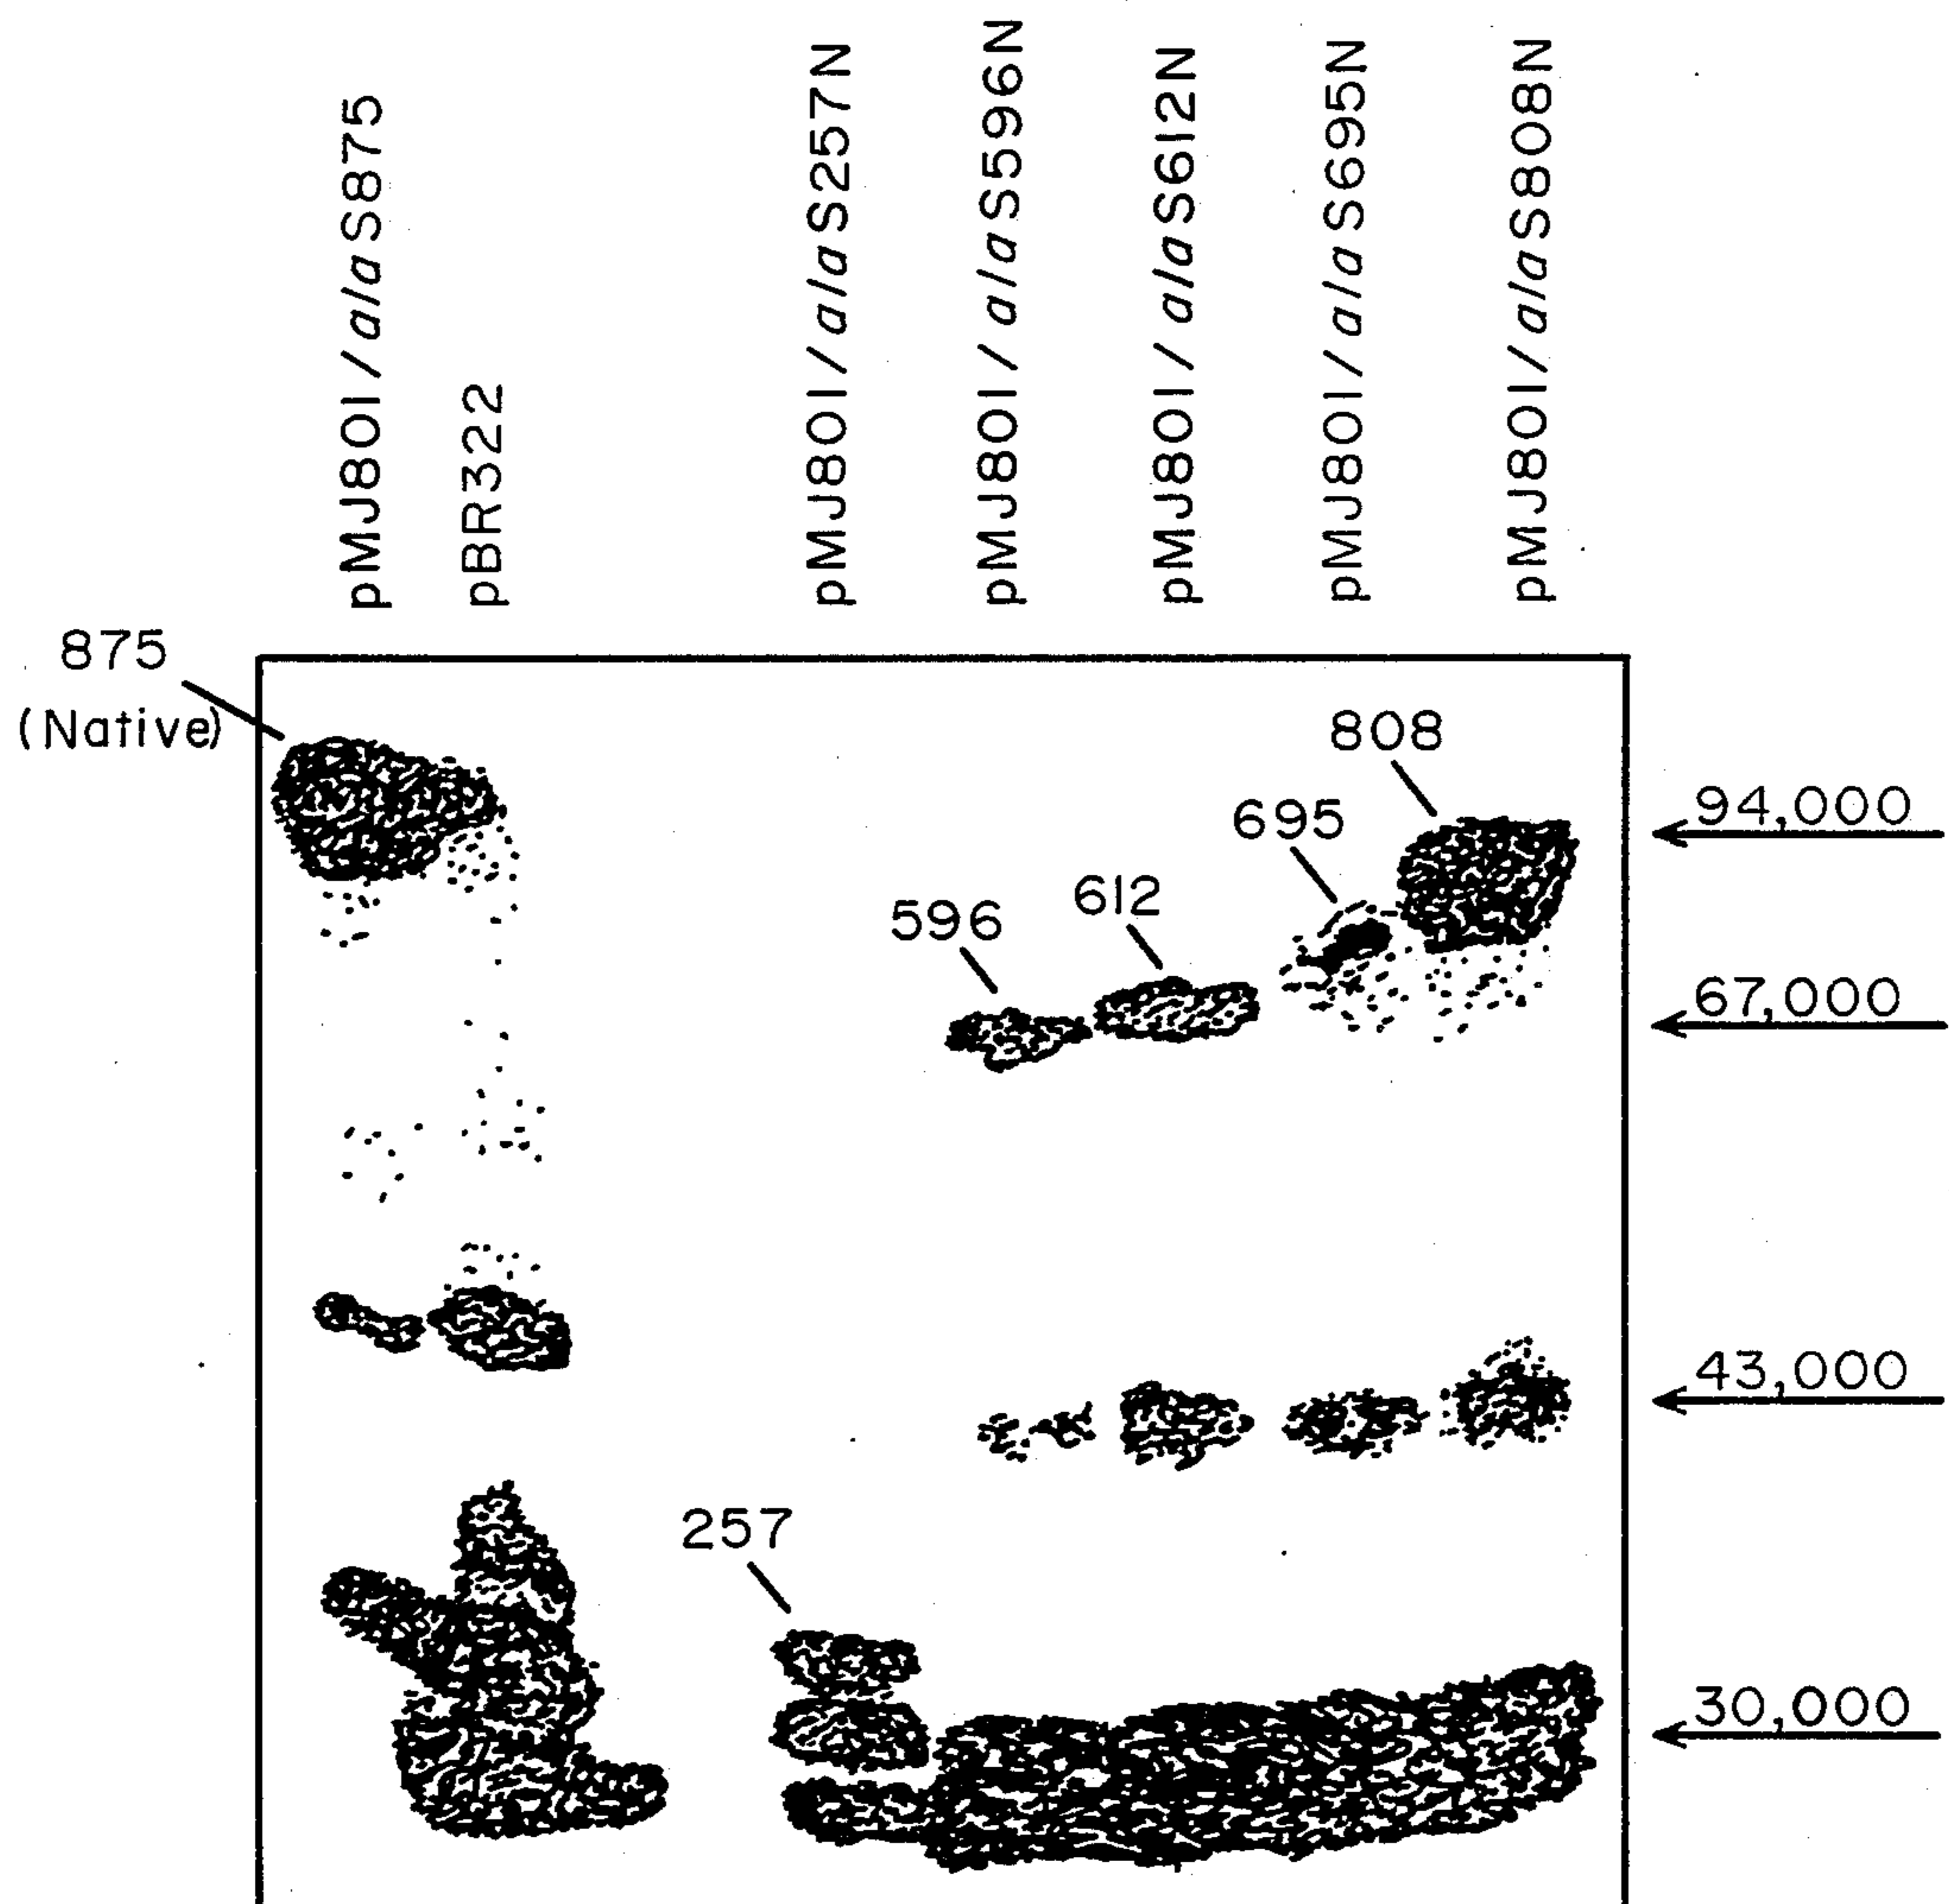 pMJ801/alaS875
pBR322
pMJ801/alaS257N
pMJ801/alaS596N
pMJ801/alaS612N
pMJ801/alaS695N
pMJ801/alaS808N
875
(Native)
808
695
612
596
257
94,000
67,000
43,000
30,000